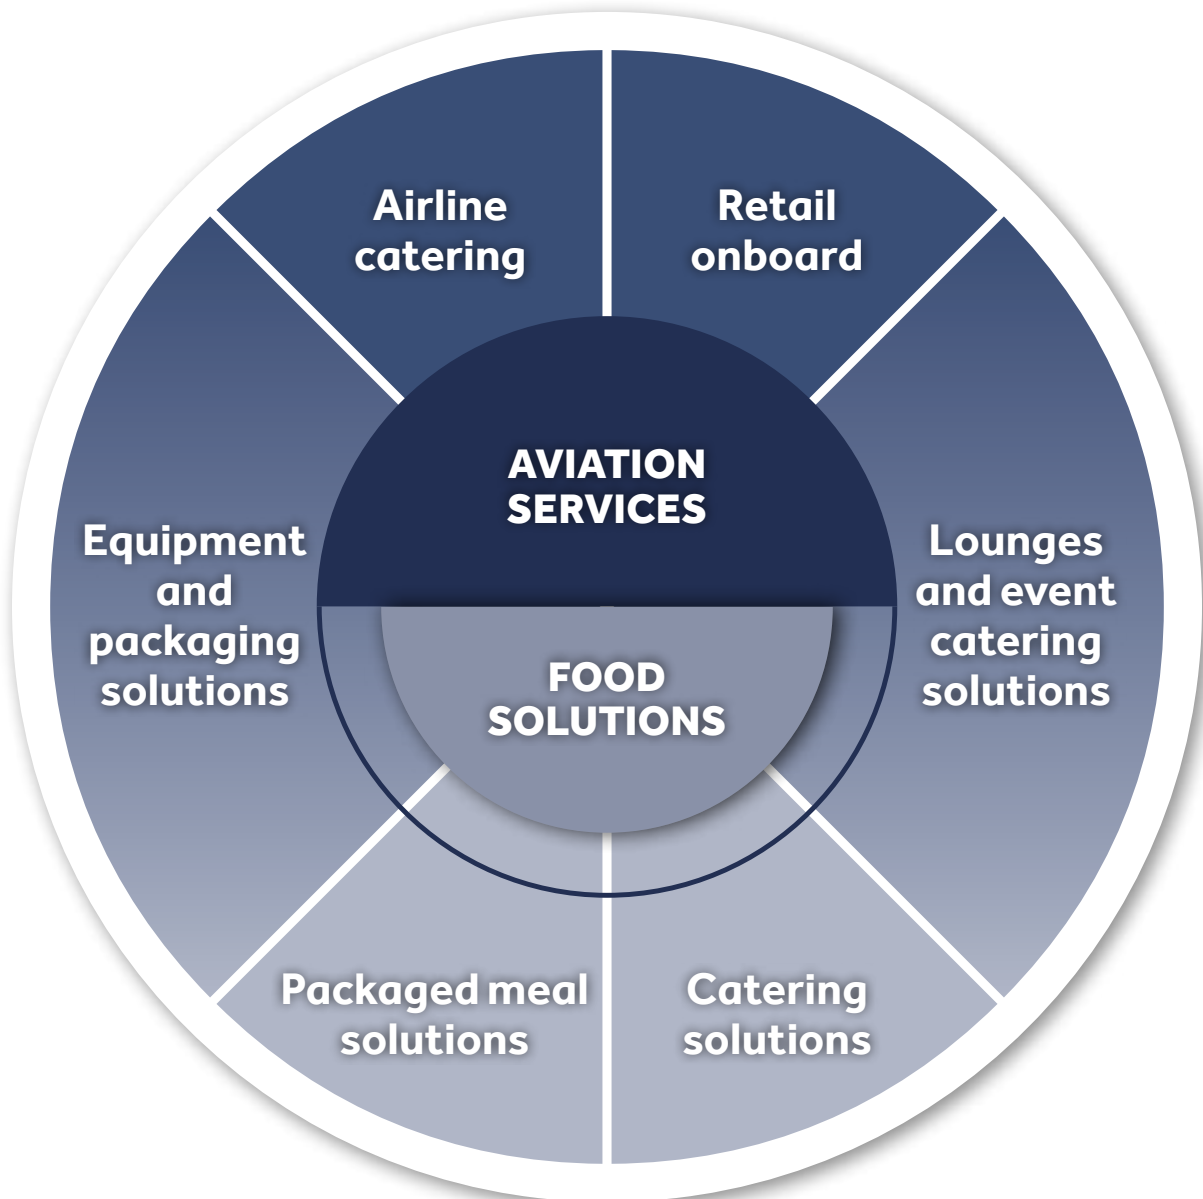 Airline
catering
Retail
onboard
AVIATION
SERVICES
Equipment
and
packaging
solutions
Lounges
and event
catering
solutions
FOOD
SOLUTIONS
Packaged meal
solutions
Catering
solutions